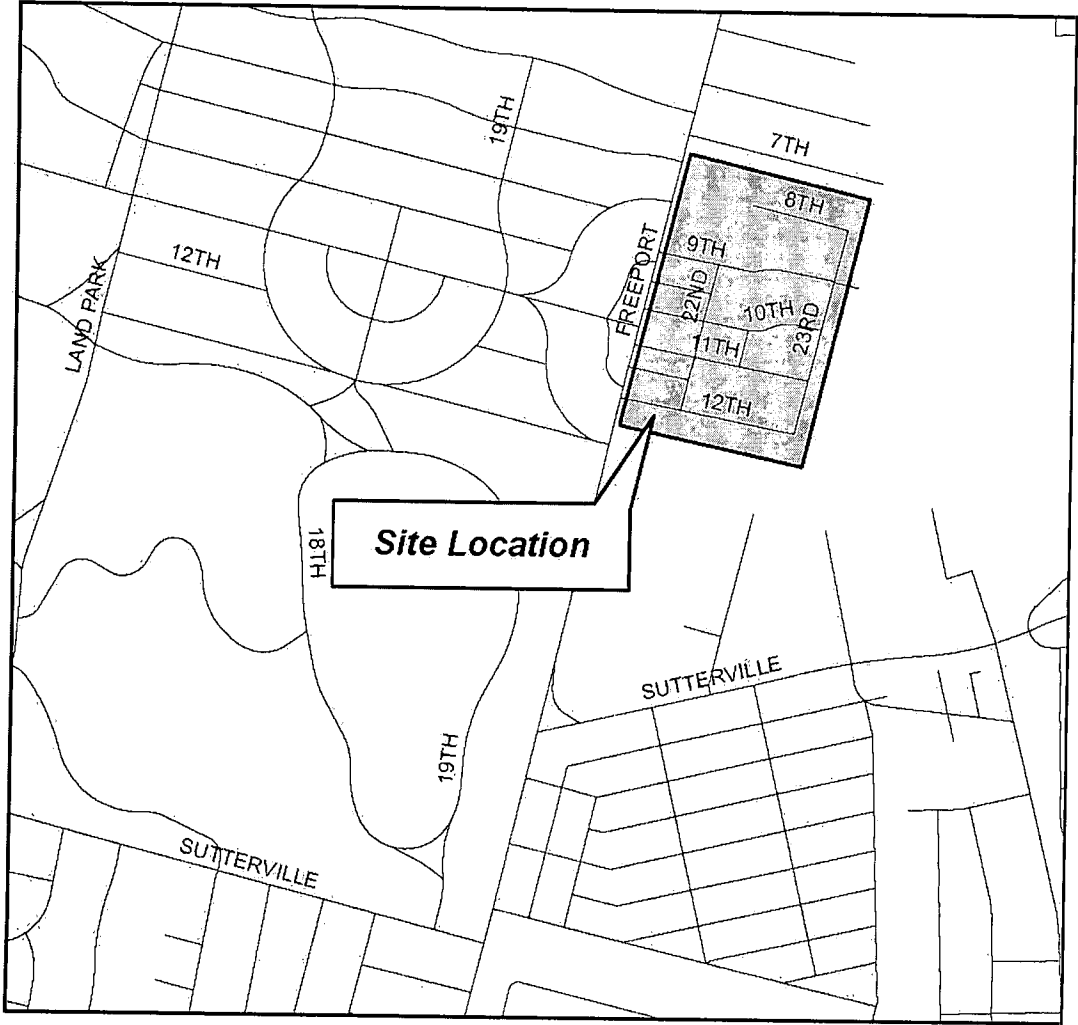 19TH
7TH
8TH
FREEPORT
9TH
12TH
22ND
10TH
23RD
LAND PARK
11TH
12TH
18TH
Site Location
SUTTERVILLE
19TH
SUTTERVILLE